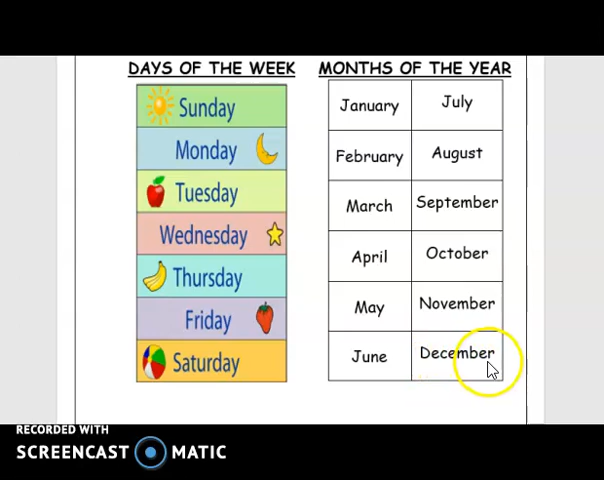 DAYS OF THE WEEK
Sunday
Monday
Tuesday
Wednesday
Thursday
Friday
Saturday
MONTHS OF THE YEAR
January July
February August
March September
April October
May November
June December
RECORDED WITH
SCREENCAST MATIC